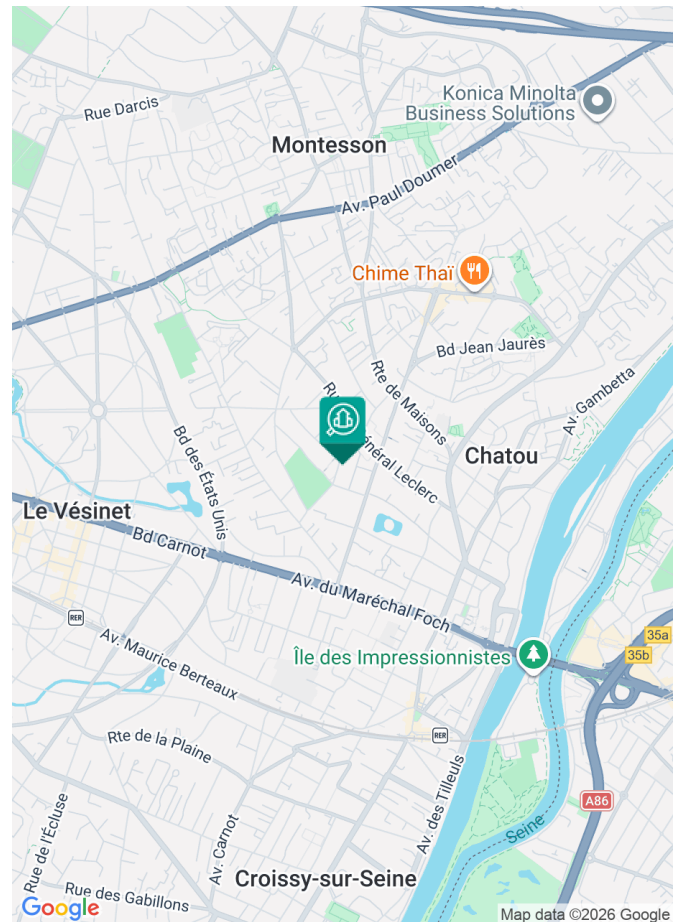 Konica Minolta
Business Solutions
Rue Darcis
Montesson
Av. Paul Doumer
Chime Thaï
Bd Jean Jaurès
Rte de Maisons
Av. Gambetta
Général Leclerc
Chatou
Bd des États Unis
Le Vésinet
Bd Carnot
Av. du Maréchal Foch
RER
35a
35b
Île des Impressionnistes
Av. Maurice Berteaux
RER
Rte de la Plaine
Av. des Tilleuls
A86
Seine
Rue de l'Écluse
Av. Carnot
Croissy-sur-Seine
Rue des Gabillons
Google
Map data ©2026 Google